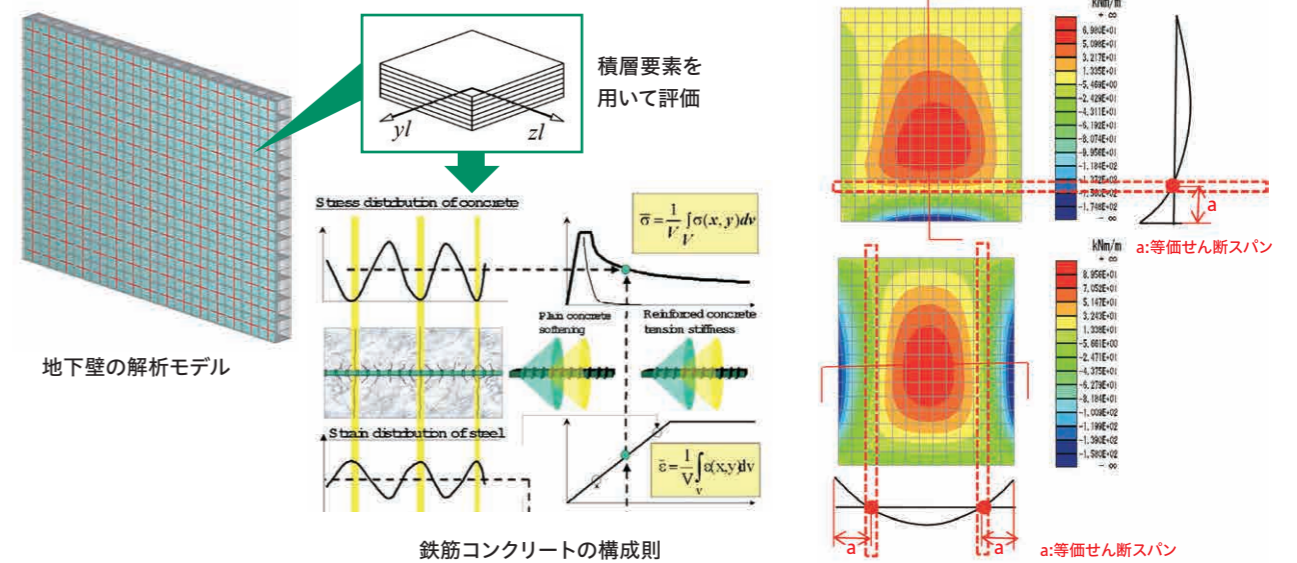 地下壁の解析モデル
積層要素を
用いて評価
yl
zl
Stress distribution of concrete
σ̅ = 1/V ∫V σ(x, y)dv
Plain concrete
softening
Reinforced concrete
tension stiffness
Strain distribution of steel
ε̅ = 1/V ∫v ε(x,y)dv
鉄筋コンクリートの構成則
kNm/m
+ ∞
6.980E+01
5.098E+01
3.217E+01
1.335E+01
-5.469E+00
-2.429E+01
-4.311E+01
-6.192E+01
-8.074E+01
-9.956E+01
-1.184E+02
-1.372E+02
-1.746E+02
- ∞
a
a:等価せん断スパン
kNm/m
+ ∞
8.956E+01
7.052E+01
5.147E+01
3.243E+01
1.338E+01
-5.661E+00
-2.471E+01
-4.375E+01
-6.279E+01
-8.184E+01
-1.009E+02
-1.199E+02
-1.390E+02
-1.580E+02
- ∞
a
a
a:等価せん断スパン